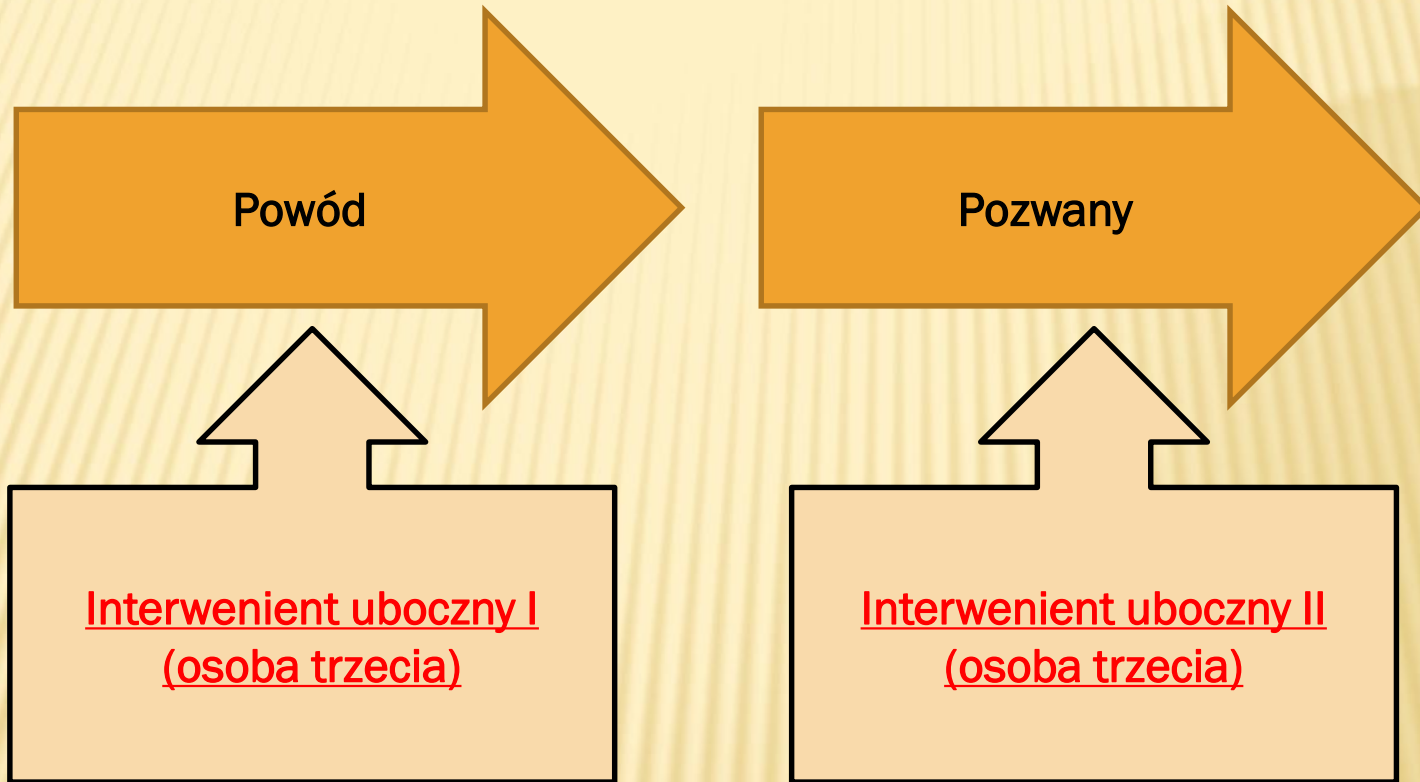 Powód
Pozwany
Interwenient uboczny I
(osoba trzecia)
Interwenient uboczny II
(osoba trzecia)